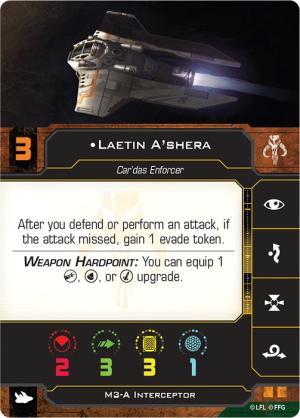 •Laetin A'shera
3
Car'das Enforcer
After you defend or perform an attack, if
the attack missed, gain 1 evade token.
Weapon Hardpoint: You can equip 1
, , or upgrade.
2 3 3 1
M3-A Interceptor
©LFL ©FFG